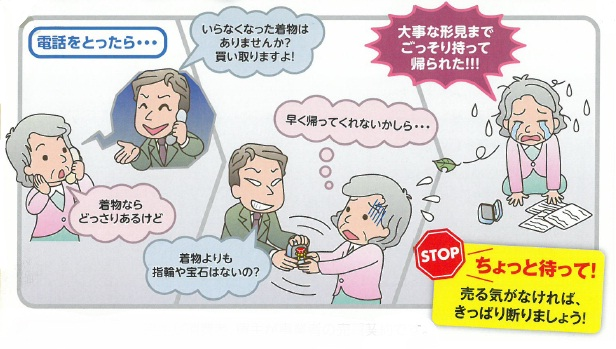 電話をとったら・・・
いらなくなった着物は
ありませんか?
買い取りますよ!
着物なら
どっさりあるけど
早く帰ってくれないかしら・・・
着物よりも
指輪や宝石はないの?
大事な形見まで
ごっそり持って
帰られた!!!
STOP
ちょっと待って!
売る気がなければ、
きっぱり断りましょう!